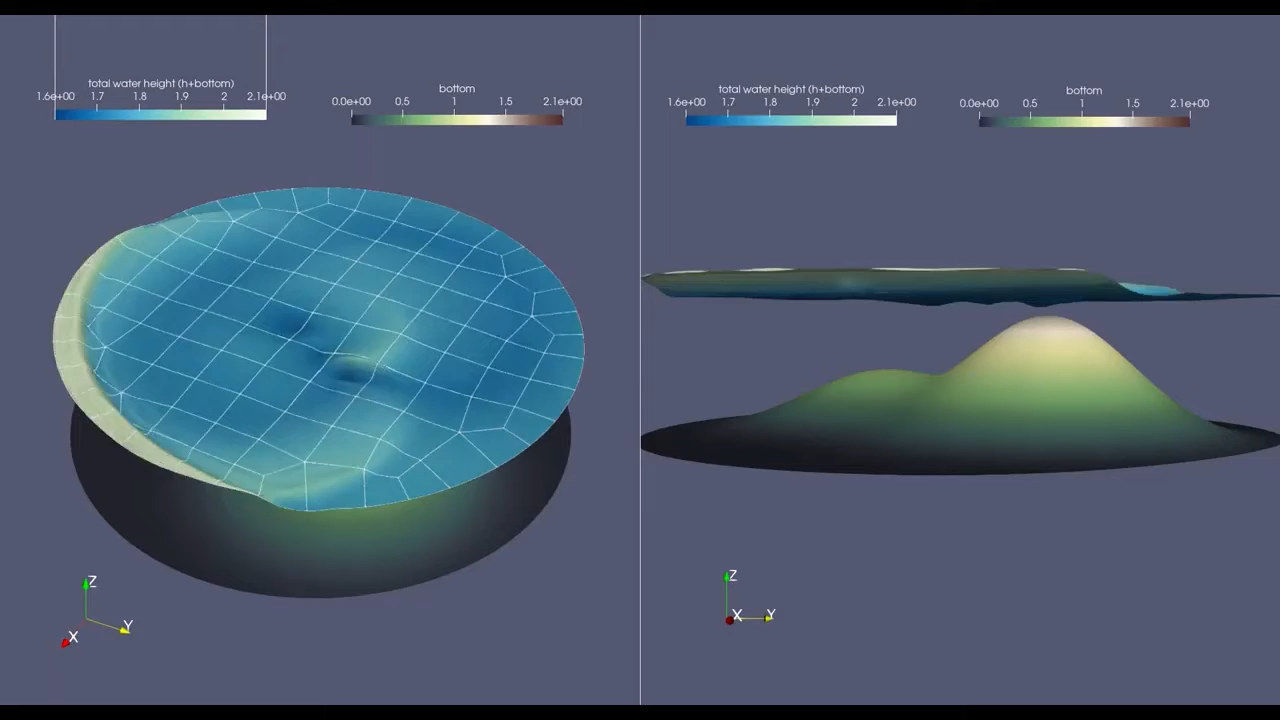 total water height (h+bottom)
1.6e+00 1.7 1.8 1.9 2 2.1e+00
bottom
0.0e+00 0.5 1 1.5 2.1e+00
Z
Y
X
total water height (h+bottom)
1.6e+00 1.7 1.8 1.9 2 2.1e+00
bottom
0.0e+00 0.5 1 1.5 2.1e+00
Z
X Y